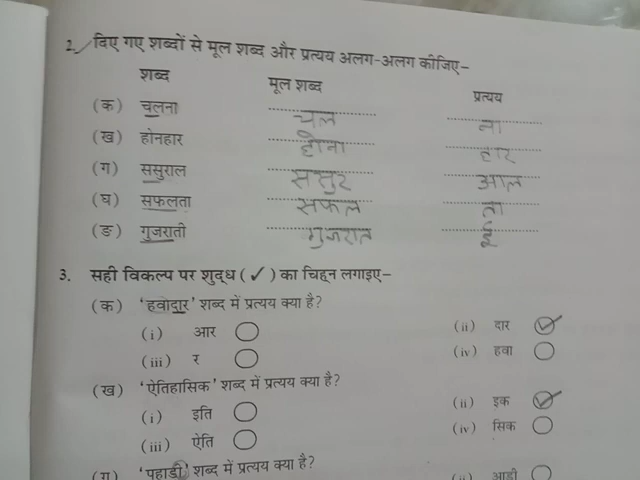 2. दिए गए शब्दों से मूल शब्द और प्रत्यय अलग-अलग कीजिए–
शब्द मूल शब्द प्रत्यय
(क) चलना चल ना
(ख) होनहार होना हार
(ग) ससुराल ससुर आल
(घ) सफलता सफल ता
(ङ) गुजराती गुजरात ई
3. सही विकल्प पर शुद्ध (✓) का चिह्न लगाइए–
(क) 'हवादार' शब्द में प्रत्यय क्या है?
(i) आर (ii) दार ✓
(iii) र (iv) हवा
(ख) 'ऐतिहासिक' शब्द में प्रत्यय क्या है?
(i) इति (ii) इक ✓
(iii) ऐति (iv) सिक
(ग) 'पहाड़ी' शब्द में प्रत्यय क्या है?
(ii) आड़ी